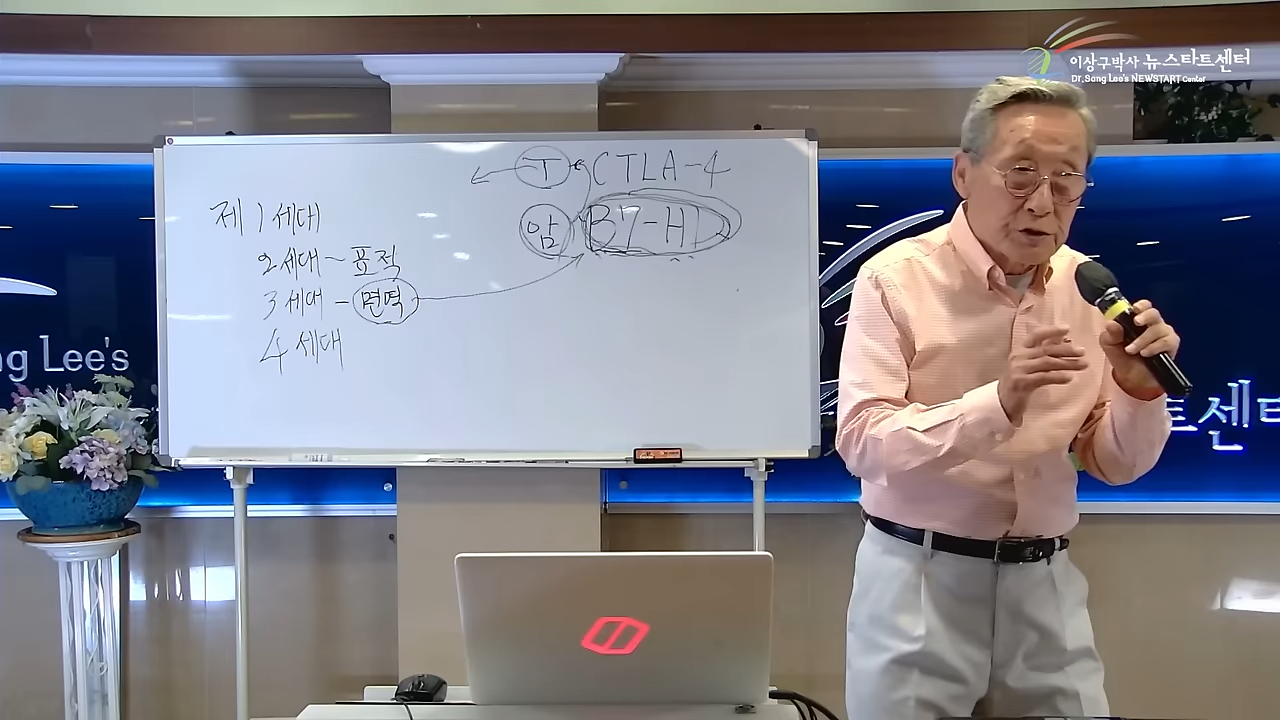 이상구박사 뉴스타트센터
Dr.Sang Lee's NEWSTART Center
T CTLA-4
암 B7-H1
제1세대
2세대 ~ 표적
3세대 - 면역
4세대
ng Lee's
트센터